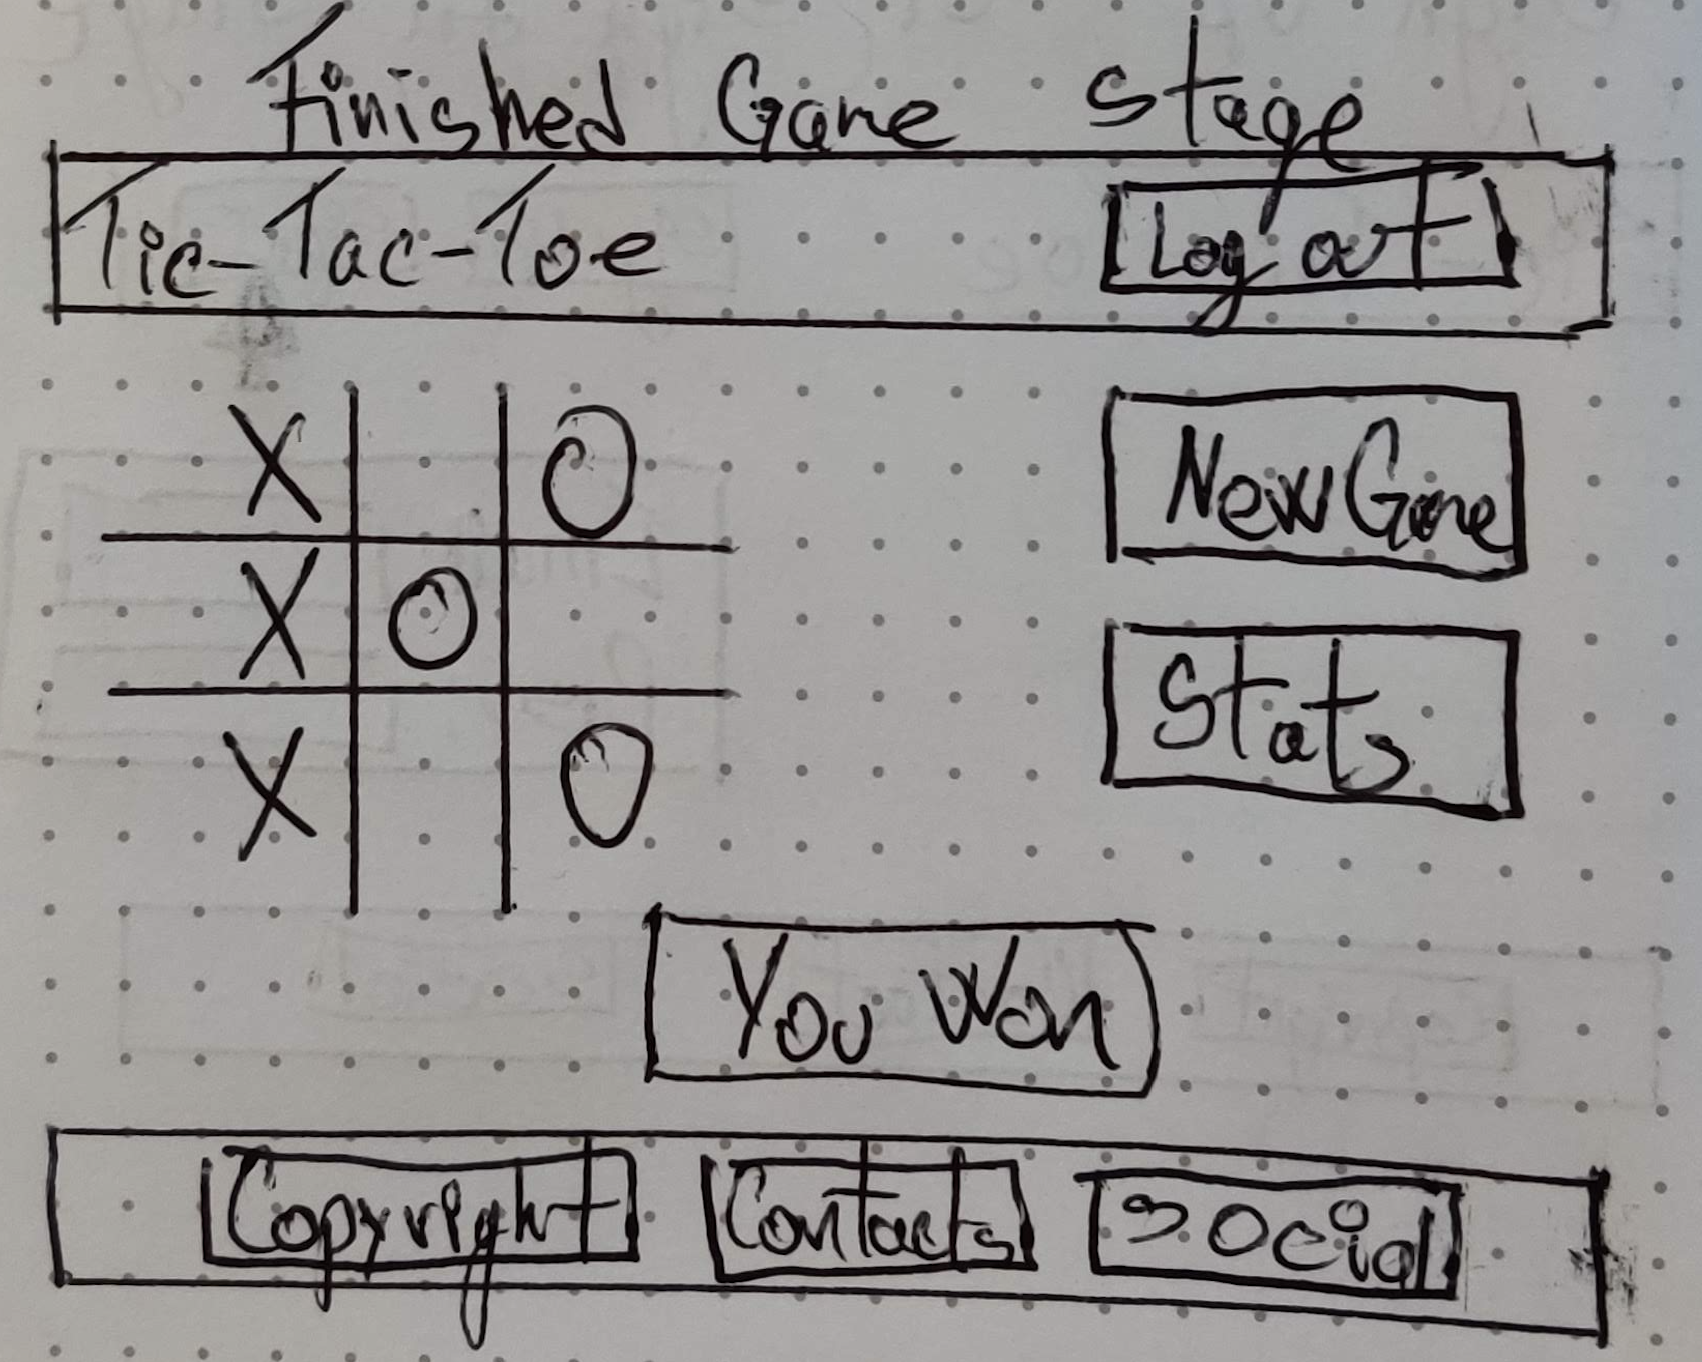 Finished Game Stage
Tic-Tac-Toe Log out
X O
New Game
X O
Stats
X O
You Won
Copyright Contacts Social